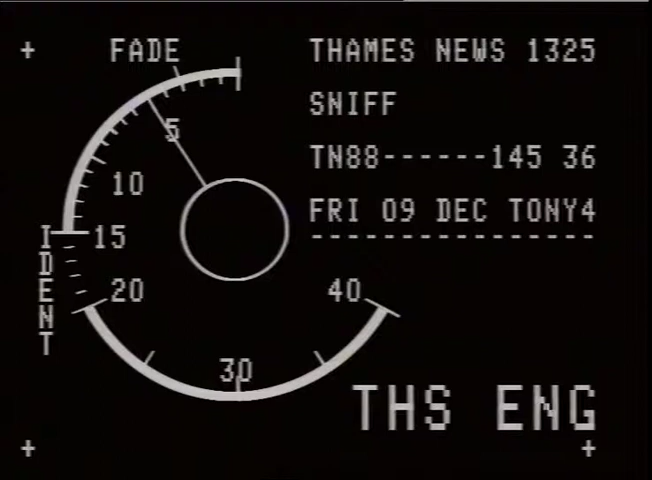 FADE
THAMES NEWS 1325
SNIFF
TN88------145 36
FRI 09 DEC TONY4
----------------
5
10
15
20
30
40
IDENT
THS ENG